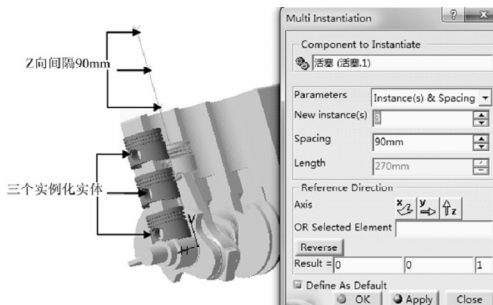 Z向间隔90mm
三个实例化实体
V
H
Multi Instantiation
Component to Instantiate
活塞 (活塞.1)
Parameters
Instance(s) & Spacing
New instance(s)
3
Spacing
90mm
Length
270mm
Reference Direction
Axis
x
y
z
OR Selected Element
Reverse
Result = 0 0 1
Define As Default
OK
Apply
Close